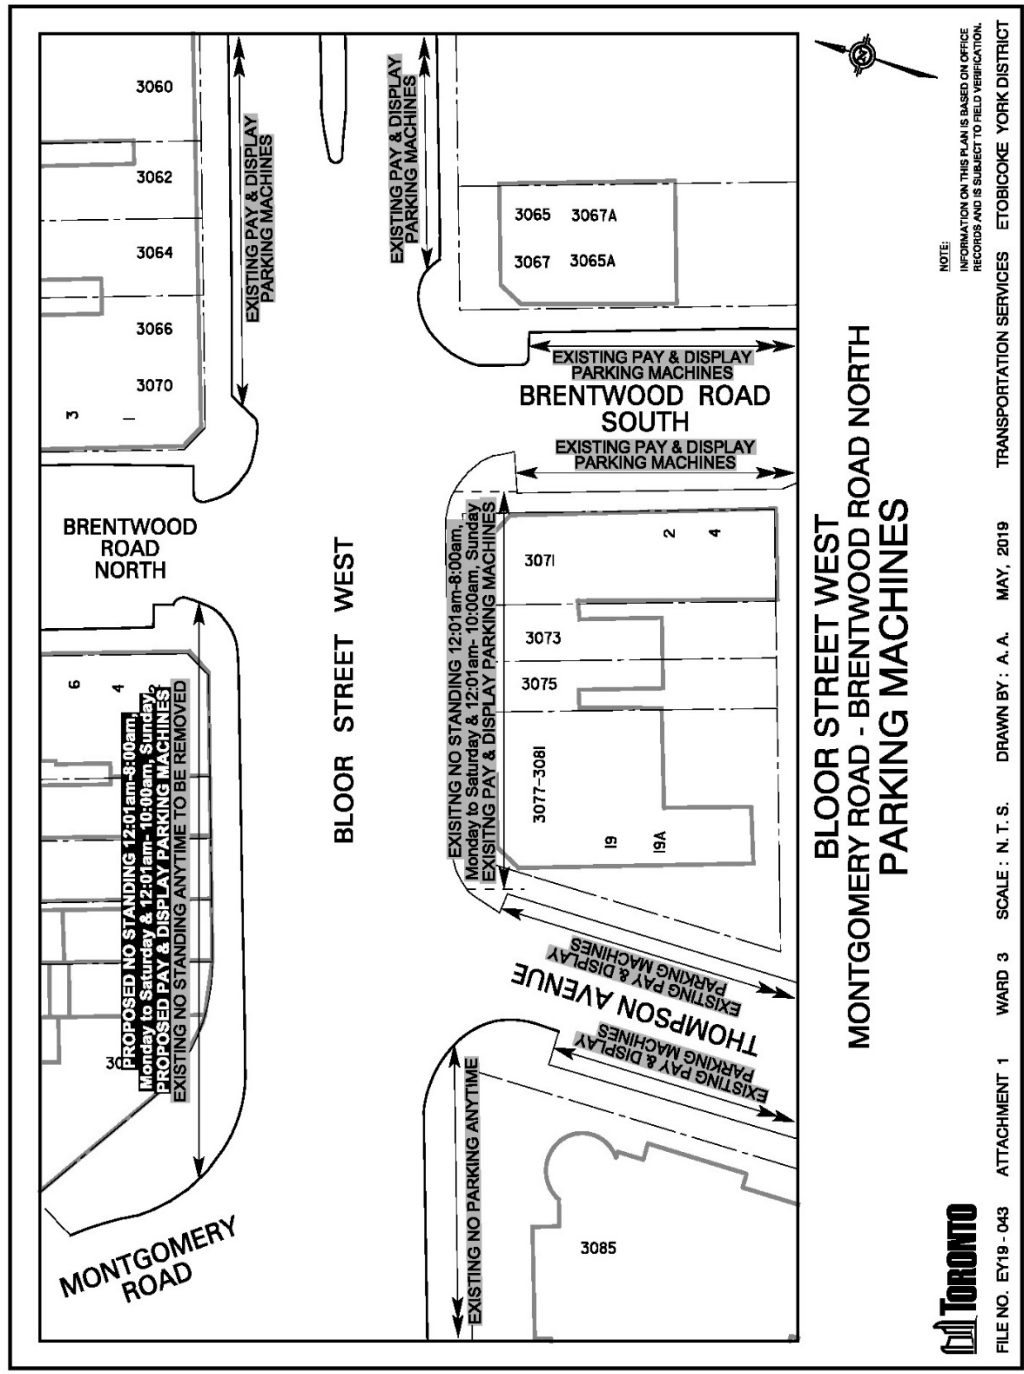 3060
3062
3064
3066
3070
3
1
EXISTING PAY & DISPLAY
PARKING MACHINES
EXISTING PAY & DISPLAY
PARKING MACHINES
3065 3067A
3067 3065A
EXISTING PAY & DISPLAY
PARKING MACHINES
BRENTWOOD ROAD
SOUTH
EXISTING PAY & DISPLAY
PARKING MACHINES
BRENTWOOD
ROAD
NORTH
BLOOR STREET WEST
EXISITNG NO STANDING 12:01am-8:00am,
Monday to Saturday & 12:01am- 10:00am, Sunday
EXISITNG PAY & DISPLAY PARKING MACHINES
3071
2
4
3073
3075
3077-3081
19
19A
6
4
2
PROPOSED NO STANDING 12:01am-8:00am,
Monday to Saturday & 12:01am- 10:00am, Sunday,
PROPOSED PAY & DISPLAY PARKING MACHINES
EXISTING NO STANDING ANYTIME TO BE REMOVED
EXISTING PAY & DISPLAY
PARKING MACHINES
THOMPSON AVENUE
EXISTING PAY & DISPLAY
PARKING MACHINES
EXISTING NO PARKING ANYTIME
MONTGOMERY
ROAD
3085
BLOOR STREET WEST
MONTGOMERY ROAD - BRENTWOOD ROAD NORTH
PARKING MACHINES
NOTE:
INFORMATION ON THIS PLAN IS BASED ON OFFICE
RECORDS AND IS SUBJECT TO FIELD VERIFICATION.
TORONTO
FILE NO. EY19 - 043 ATTACHMENT 1 WARD 3 SCALE : N.T.S. DRAWN BY : A.A. MAY, 2019 TRANSPORTATION SERVICES ETOBICOKE YORK DISTRICT